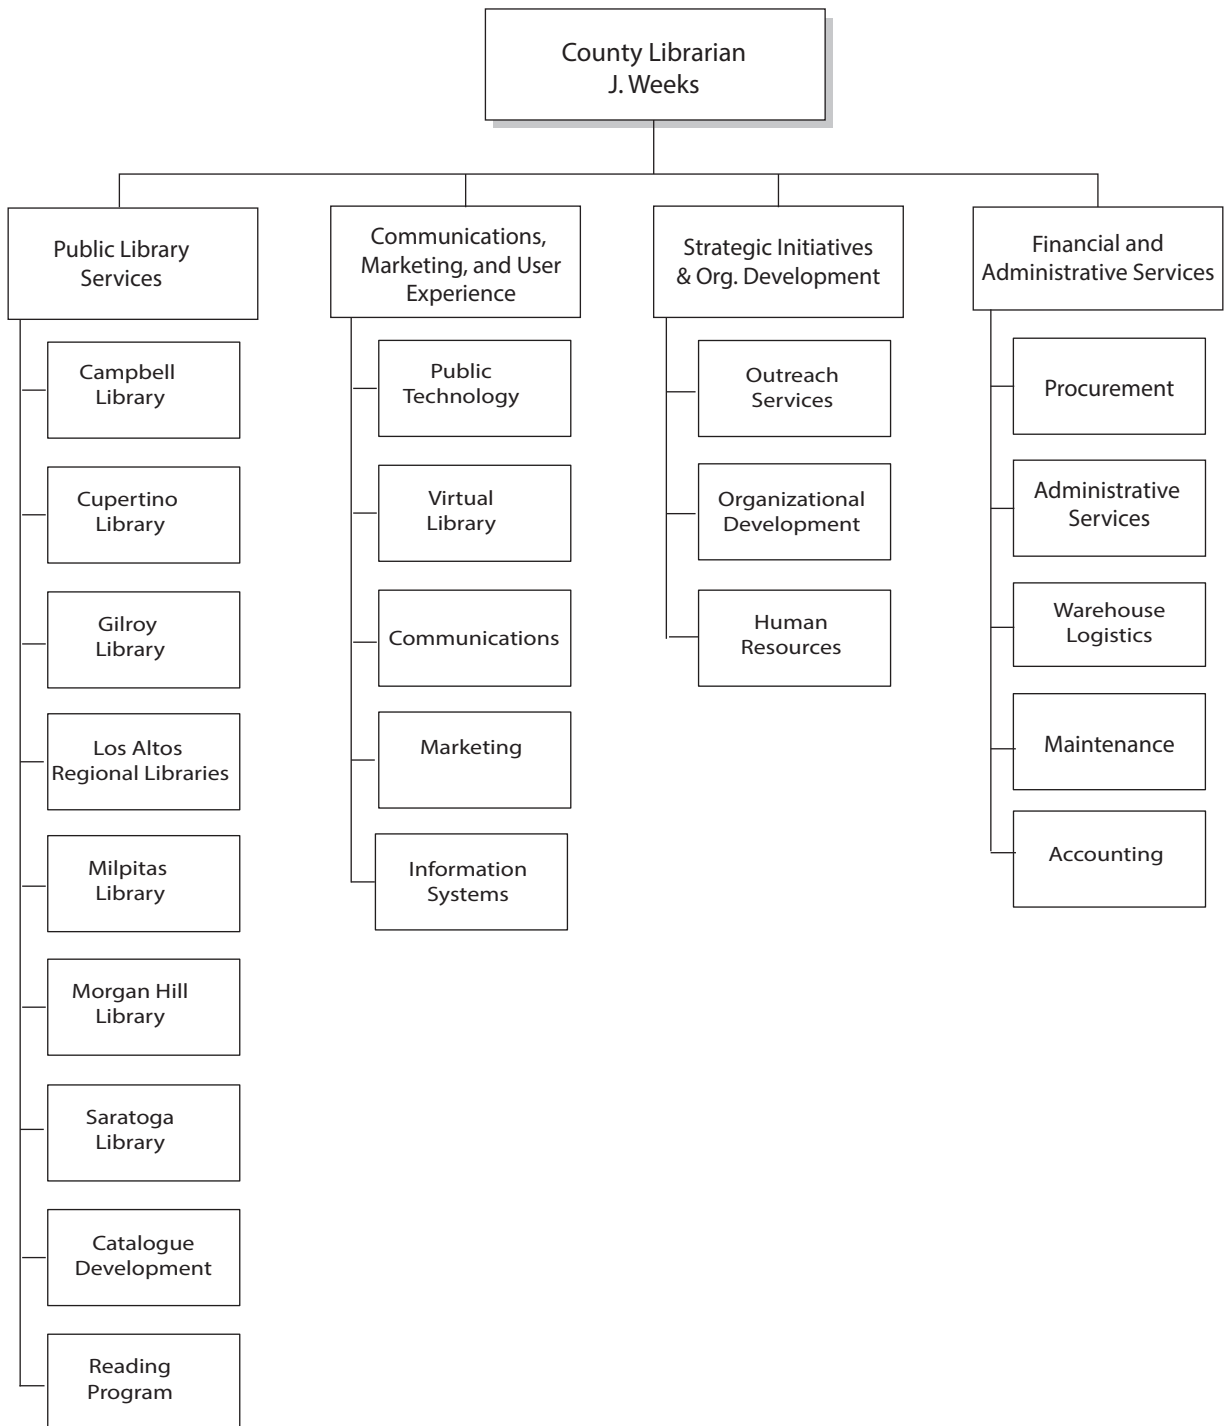 County Librarian
J. Weeks
Public Library
Services
Campbell
Library
Cupertino
Library
Gilroy
Library
Los Altos
Regional Libraries
Milpitas
Library
Morgan Hill
Library
Saratoga
Library
Catalogue
Development
Reading
Program
Communications,
Marketing, and User
Experience
Public
Technology
Virtual
Library
Communications
Marketing
Information
Systems
Strategic Initiatives
& Org. Development
Outreach
Services
Organizational
Development
Human
Resources
Financial and
Administrative Services
Procurement
Administrative
Services
Warehouse
Logistics
Maintenance
Accounting